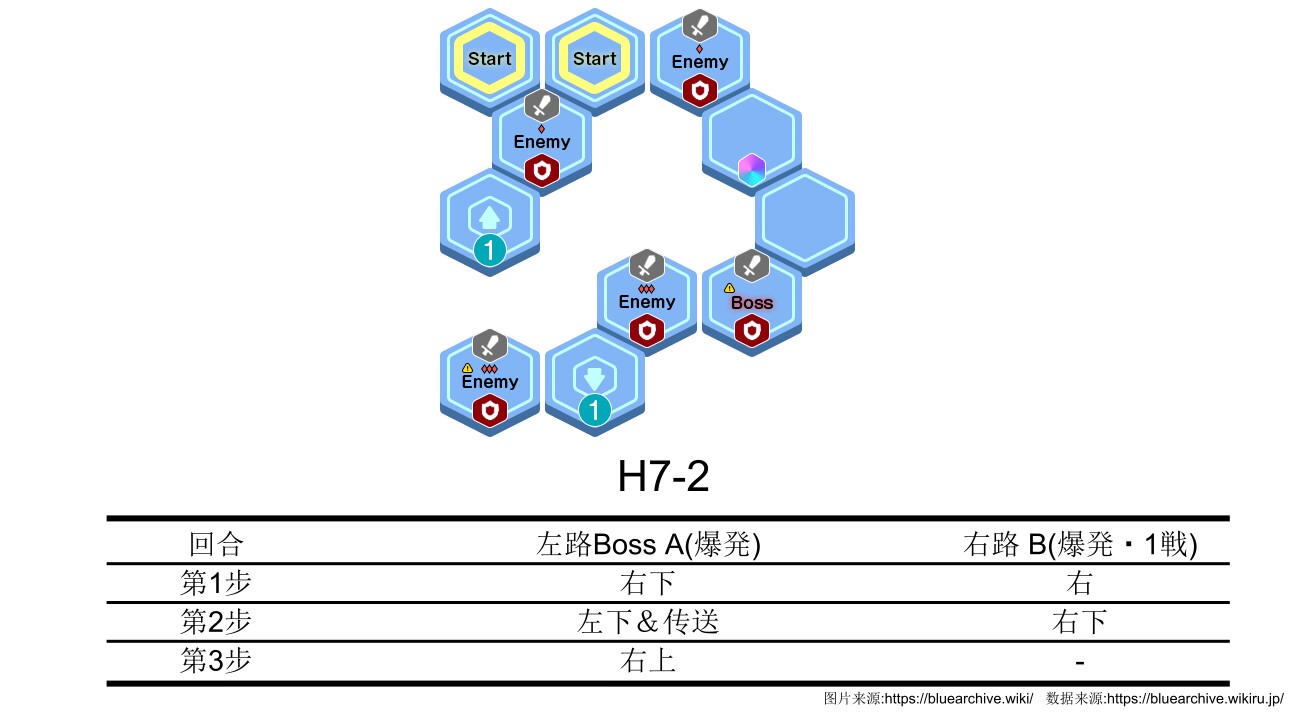 Start Start Enemy
Enemy
1
Enemy Boss
Enemy
1
H7-2
回合 左路Boss A(爆発) 右路 B(爆発・1戦)
第1步 右下 右
第2步 左下＆传送 右下
第3步 右上 -
图片来源:https://bluearchive.wiki/ 数据来源:https://bluearchive.wikiru.jp/